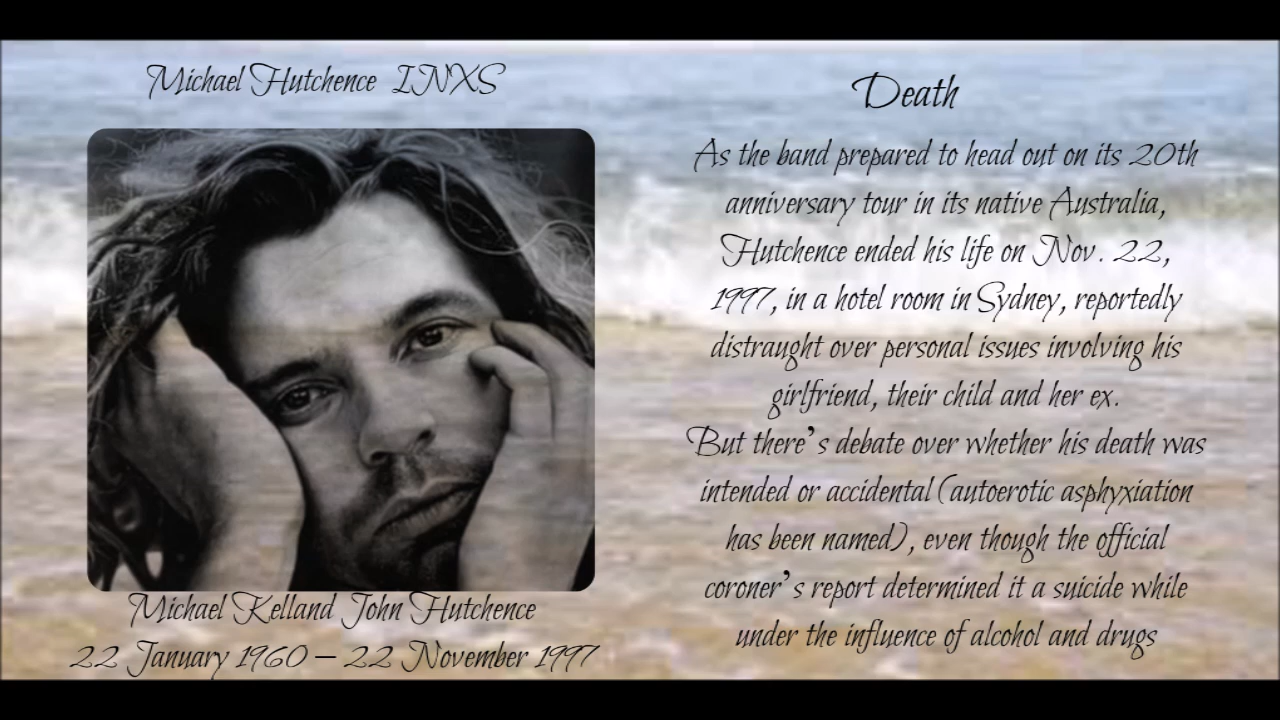 Michael Hutchence INXS
Michael Kelland John Hutchence
22 January 1960 – 22 November 1997
Death
As the band prepared to head out on its 20th
anniversary tour in its native Australia,
Hutchence ended his life on Nov. 22,
1997, in a hotel room in Sydney, reportedly
distraught over personal issues involving his
girlfriend, their child and her ex.
But there's debate over whether his death was
intended or accidental (autoerotic asphyxiation
has been named), even though the official
coroner's report determined it a suicide while
under the influence of alcohol and drugs